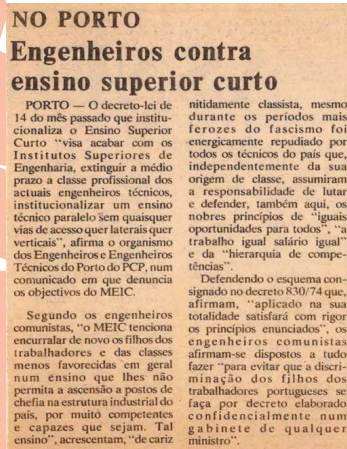 NO PORTO
Engenheiros contra
ensino superior curto
PORTO — O decreto-lei de
14 do mês passado que institu-
cionaliza o Ensino Superior
Curto “visa acabar com os
Institutos Superiores de
Engenharia, extinguir a médio
prazo a classe profissional dos
actuais engenheiros técnicos,
institucionalizar um ensino
técnico paralelo sem quaisquer
vias de acesso quer laterais quer
verticais”, afirma o organismo
dos Engenheiros e Engenheiros
Técnicos do Porto do PCP, num
comunicado em que denuncia
os objectivos do MEIC.
Segundo os engenheiros
comunistas, “o MEIC tenciona
encurralar de novo os filhos dos
trabalhadores e das classes
menos favorecidas em geral
num ensino que lhes não
permita a ascensão a postos de
chefia na estrutura industrial do
país, por muito competentes
e capazes que sejam. Tal
ensino”, acrescentam, “de cariz
nitidamente classista, mesmo
durante os períodos mais
ferozes do fascismo foi
energicamente repudiado por
todos os técnicos do país que,
independentemente da sua
origem de classe, assumiram
a responsabilidade de lutar
e defender, também aqui, os
nobres princípios de “iguais
oportunidades para todos”, “a
trabalho igual salário igual”
e da “hierarquia de compe-
tências”.
Defendendo o esquema con-
signado no decreto 830/74 que,
afirmam, “aplicado na sua
totalidade satisfará com rigor
os princípios enunciados”, os
engenheiros comunistas
afirmam-se dispostos a tudo
fazer “para evitar que a discri-
minação dos filhos dos
trabalhadores portugueses se
faça por decreto elaborado
confidencialmente num
gabinete de qualquer
ministro”.